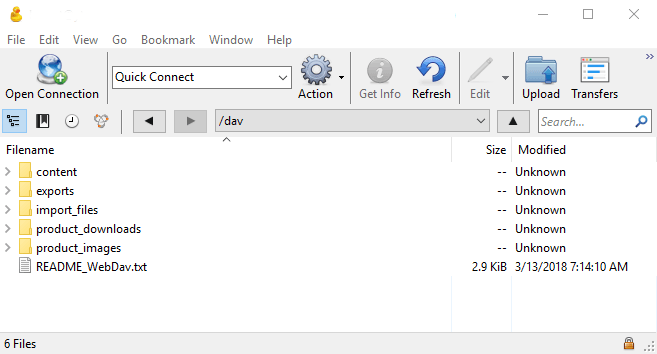 File Edit View Go Bookmark Window Help
Open Connection Quick Connect Action Get Info Refresh Edit Upload Transfers »
/dav Search...
Filename Size Modified
content -- Unknown
exports -- Unknown
import_files -- Unknown
product_downloads -- Unknown
product_images -- Unknown
README_WebDav.txt 2.9 KiB 3/13/2018 7:14:10 AM
6 Files